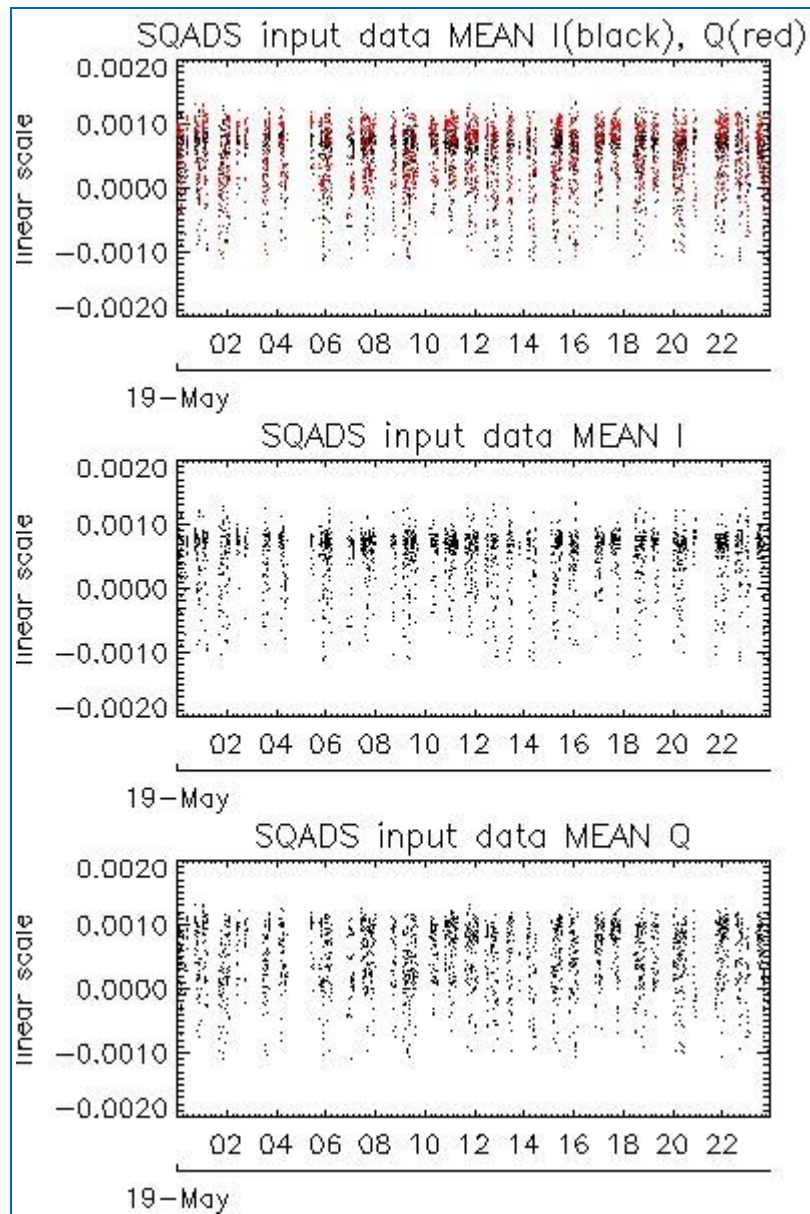 SQADS input data MEAN I(black), Q(red)
0.0020
0.0010
0.0000
−0.0010
−0.0020
linear scale
02 04 06 08 10 12 14 16 18 20 22
19−May
SQADS input data MEAN I
0.0020
0.0010
0.0000
−0.0010
−0.0020
linear scale
02 04 06 08 10 12 14 16 18 20 22
19−May
SQADS input data MEAN Q
0.0020
0.0010
0.0000
−0.0010
−0.0020
linear scale
02 04 06 08 10 12 14 16 18 20 22
19−May